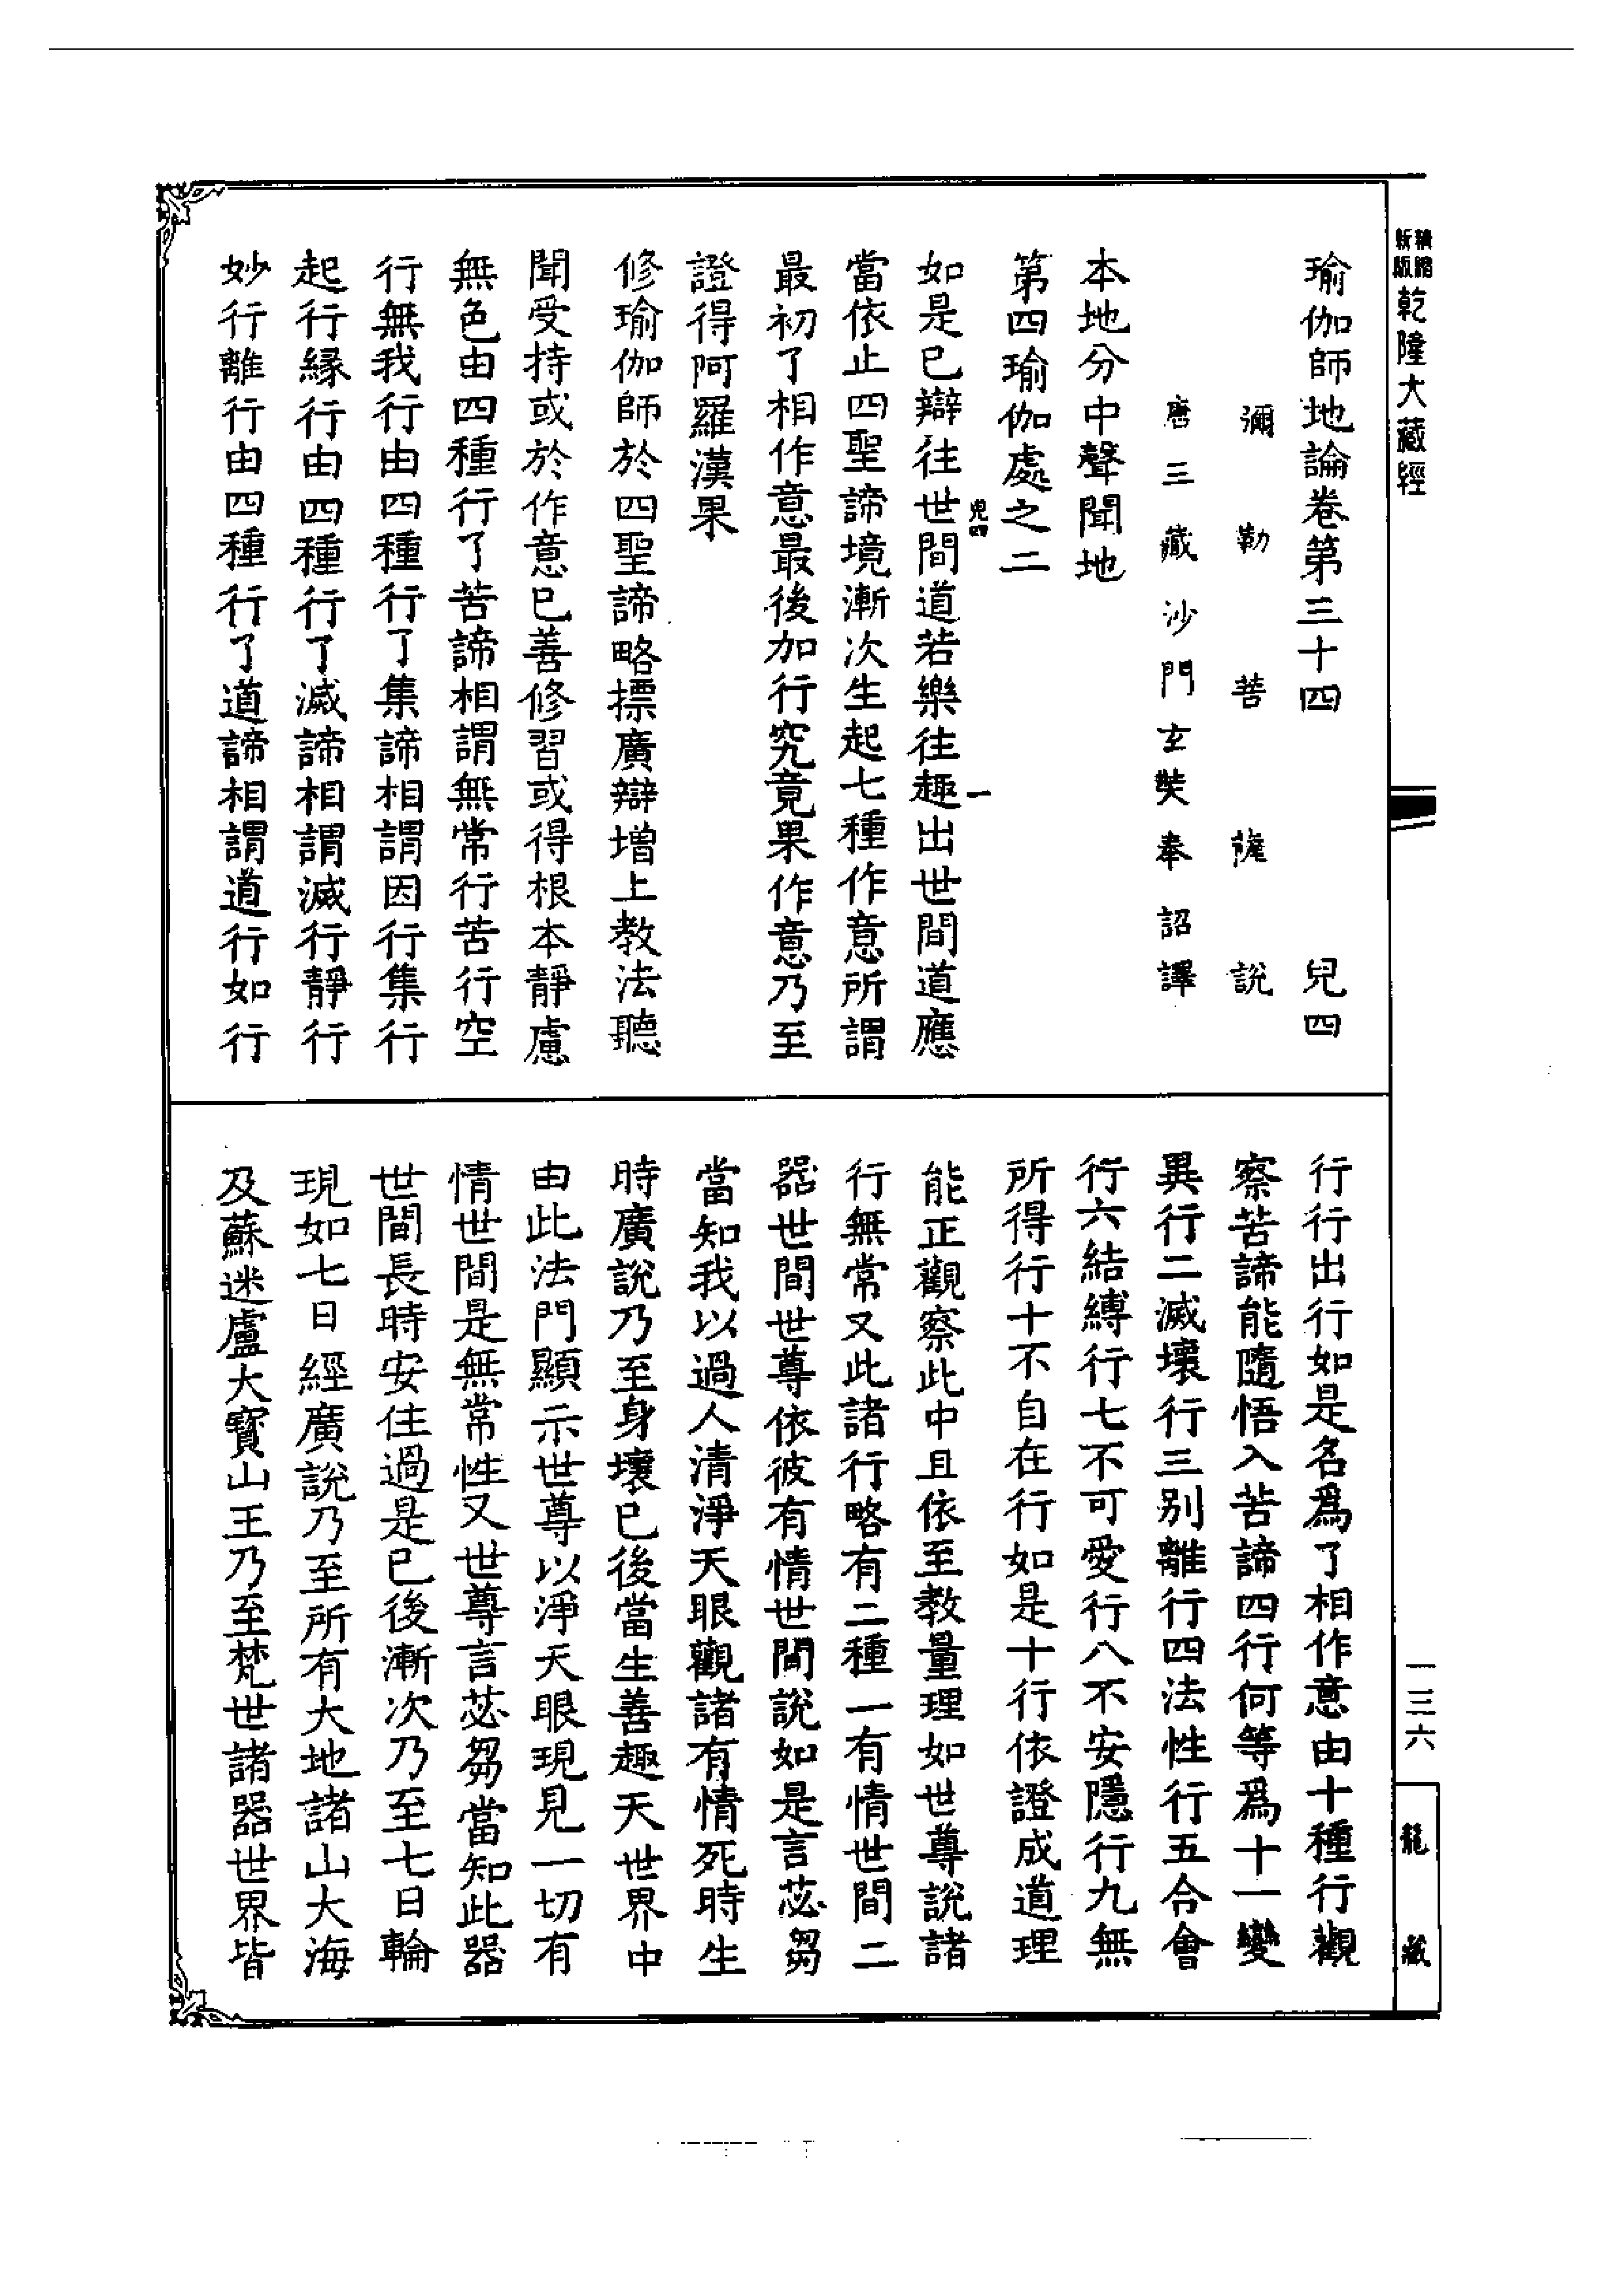 新版精縮乾隆大藏經
瑜伽師地論卷第三十四 兒四
彌勒菩薩說
唐三藏沙門玄奘奉詔譯
本地分中聲聞地
第四瑜伽處之二
兒四 一
如是已辯往世間道若樂往趣出世間道應
當依止四聖諦境漸次生起七種作意所謂
最初了相作意最後加行究竟果作意乃至
證得阿羅漢果
修瑜伽師於四聖諦略摽廣辯增上教法聽
聞受持或於作意已善修習或得根本靜慮
無色由四種行了苦諦相謂無常行苦行空
行無我行由四種行了集諦相謂因行集行
起行縁行由四種行了滅諦相謂滅行靜行
妙行離行由四種行了道諦相謂道行如行
行行出行如是名爲了相作意由十種行觀
察苦諦能隨悟入苦諦四行何等爲十一變
異行二滅壞行三别離行四法性行五合會
行六結縛行七不可愛行八不安隱行九無
所得行十不自在行如是十行依證成道理
能正觀察此中且依至教量理如世尊說諸
行無常又此諸行略有二種一有情世間二
器世間世尊依彼有情世間說如是言苾芻
當知我以過人清淨天眼觀諸有情死時生
時廣說乃至身壞已後當生善趣天世界中
由此法門顯示世尊以淨天眼現見一切有
情世間是無常性又世尊言苾芻當知此器
世間長時安住過是已後漸次乃至七日輪
現如七日經廣說乃至所有大地諸山大海
及蘇迷盧大寳山王乃至梵世諸器世界皆
一三六
龍藏